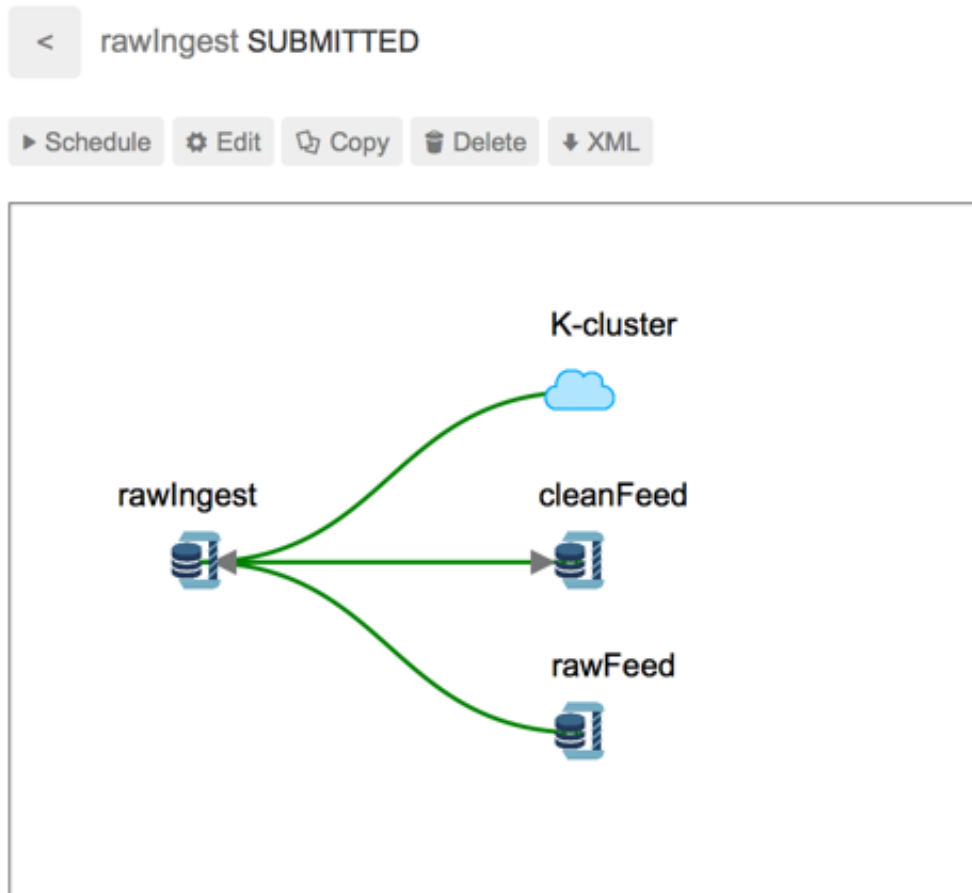 < rawIngest SUBMITTED
Schedule Edit Copy Delete XML
K-cluster
rawIngest cleanFeed
rawFeed